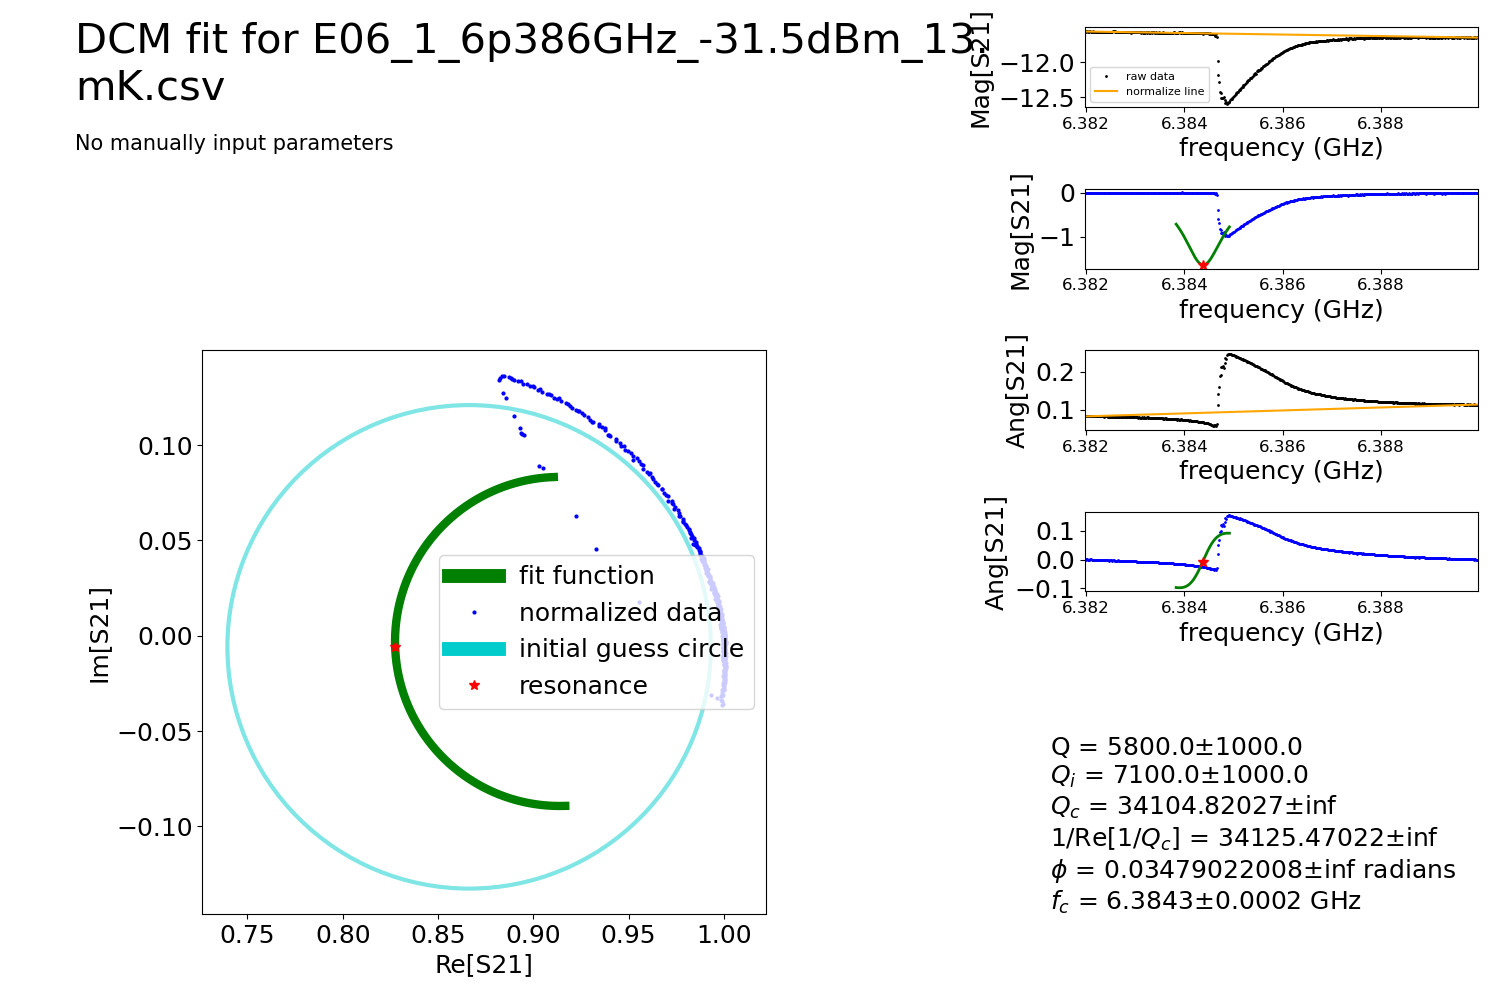 DCM fit for E06_1_6p386GHz_-31.5dBm_13.
mK.csv
No manually input parameters
Mag[S21]
−12.0
−12.5
raw data
normalize line
6.382 6.384 6.386 6.388
frequency (GHz)
Mag[S21]
0
−1
6.382 6.384 6.386 6.388
frequency (GHz)
Ang[S21]
0.2
0.1
6.382 6.384 6.386 6.388
frequency (GHz)
Ang[S21]
0.1
0.0
−0.1
6.382 6.384 6.386 6.388
frequency (GHz)
Im[S21]
0.10
0.05
0.00
−0.05
−0.10
fit function
normalized data
initial guess circle
resonance
0.75 0.80 0.85 0.90 0.95 1.00
Re[S21]
Q = 5800.0±1000.0
Q_i = 7100.0±1000.0
Q_c = 34104.82027±inf
1/Re[1/Q_c] = 34125.47022±inf
ϕ = 0.03479022008±inf radians
f_c = 6.3843±0.0002 GHz